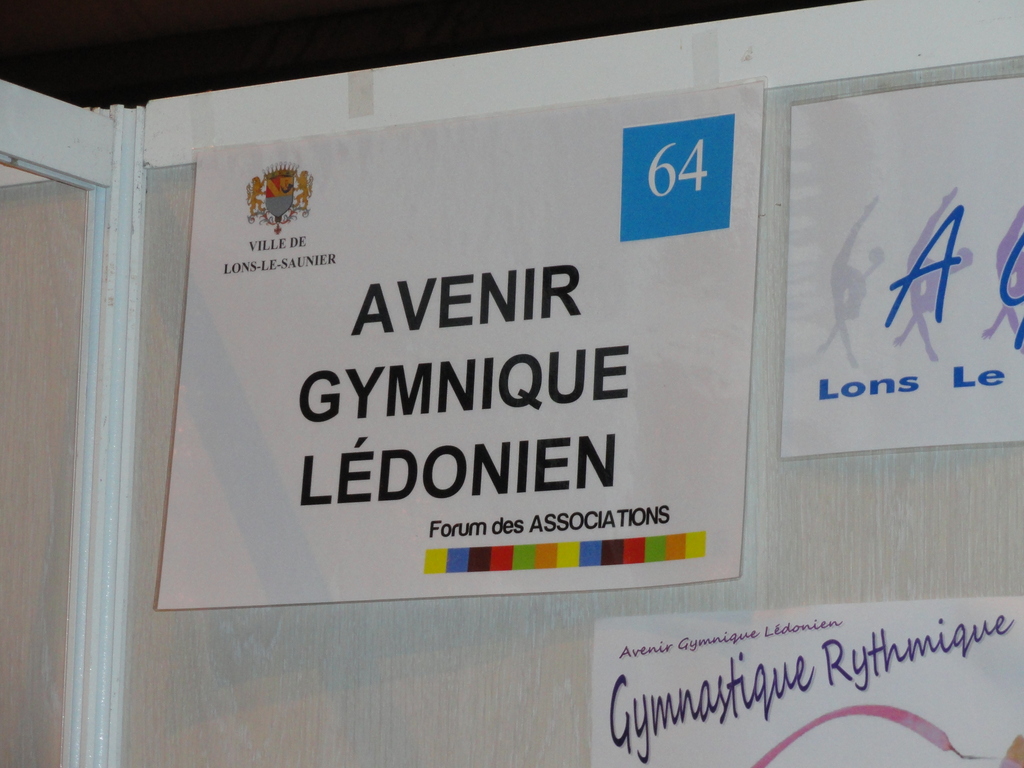 64
VILLE DE
LONS-LE-SAUNIER
AVENIR
GYMNIQUE
LÉDONIEN
Forum des ASSOCIATIONS
A
Lons Le
Avenir Gymnique Lédonien
Gymnastique Rythmique